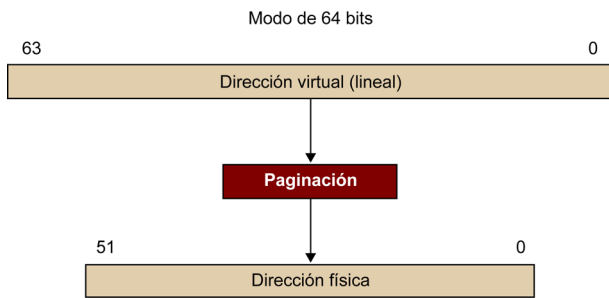 Modo de 64 bits
63 0
Dirección virtual (lineal)
Paginación
51 0
Dirección física